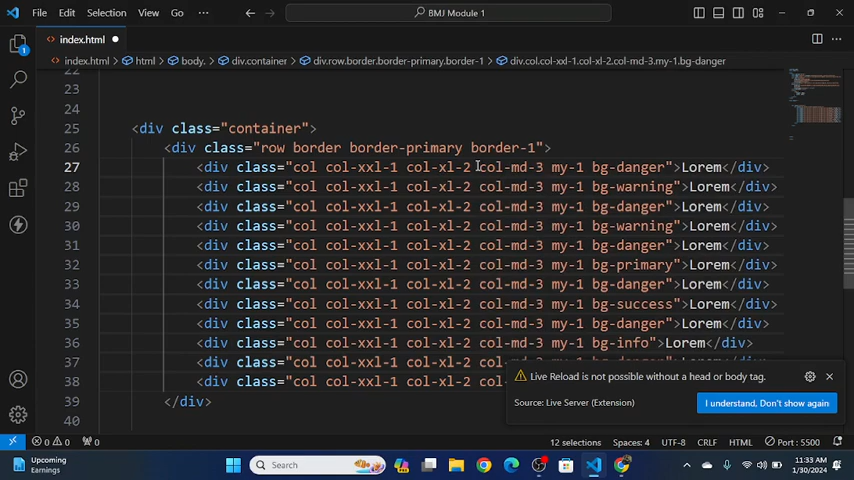 File Edit Selection View Go ... BMJ Module 1
index.html
index.html > html > body. > div.container > div.row.border.border-primary.border-1 > div.col.col-xxl-1.col-xl-2.col-md-3.my-1.bg-danger
22
23
24
25 <div class="container">
26 <div class="row border border-primary border-1">
27 <div class="col col-xxl-1 col-xl-2 col-md-3 my-1 bg-danger">Lorem</div>
28 <div class="col col-xxl-1 col-xl-2 col-md-3 my-1 bg-warning">Lorem</div>
29 <div class="col col-xxl-1 col-xl-2 col-md-3 my-1 bg-danger">Lorem</div>
30 <div class="col col-xxl-1 col-xl-2 col-md-3 my-1 bg-warning">Lorem</div>
31 <div class="col col-xxl-1 col-xl-2 col-md-3 my-1 bg-danger">Lorem</div>
32 <div class="col col-xxl-1 col-xl-2 col-md-3 my-1 bg-primary">Lorem</div>
33 <div class="col col-xxl-1 col-xl-2 col-md-3 my-1 bg-danger">Lorem</div>
34 <div class="col col-xxl-1 col-xl-2 col-md-3 my-1 bg-success">Lorem</div>
35 <div class="col col-xxl-1 col-xl-2 col-md-3 my-1 bg-danger">Lorem</div>
36 <div class="col col-xxl-1 col-xl-2 col-md-3 my-1 bg-info">Lorem</div>
37 <div class="col col-xxl-1 col-xl-2 col-md-3 my-1 bg-danger">Lorem</div>
38 <div class="col col-xxl-1 col-xl-2 col
39 </div>
40
Live Reload is not possible without a head or body tag.
Source: Live Server (Extension) I understand, Don't show again
0 0 0 12 selections Spaces: 4 UTF-8 CRLF HTML Port : 5500
Upcoming
Earnings
Search
11:33 AM
1/30/2024